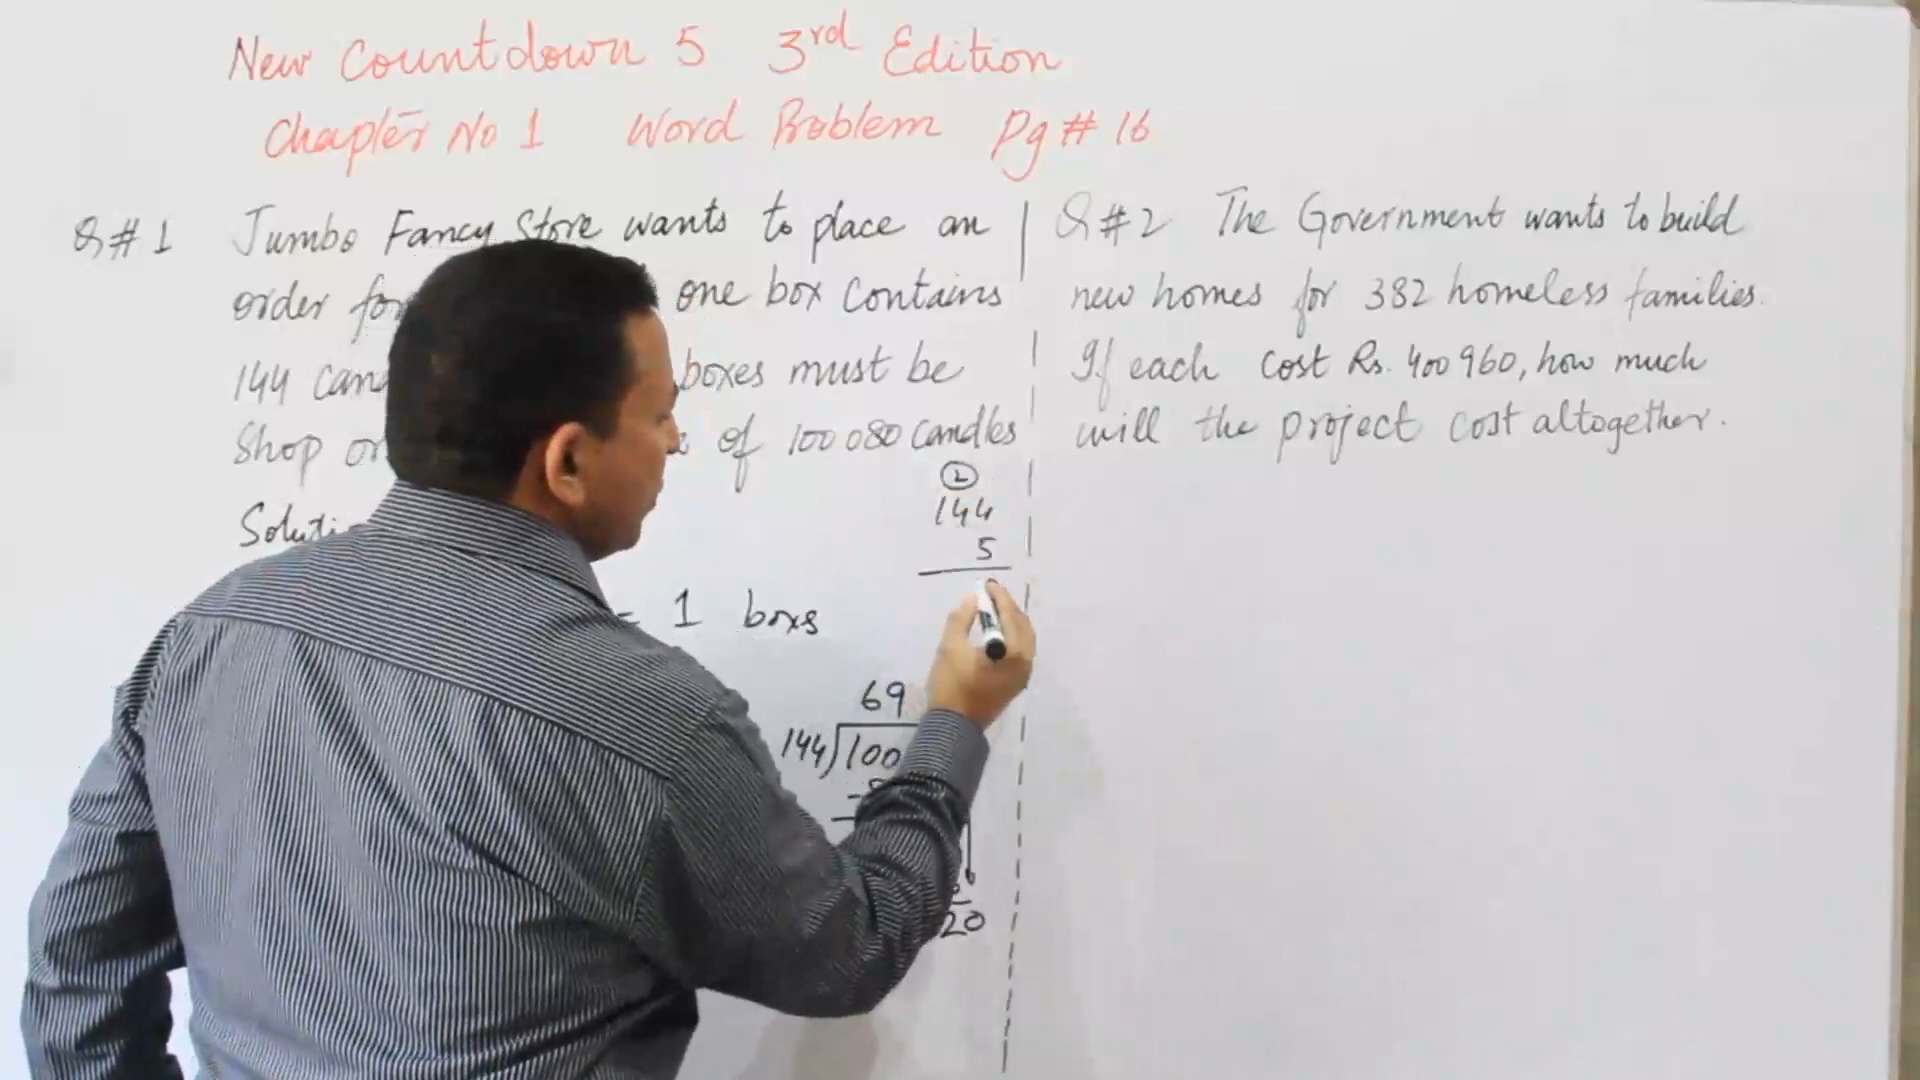 New Countdown 5 3rd Edition
Chapter No 1 Word Problem Pg # 16
Q#1 Jumbo Fancy Store wants to place an
order for one box contains
144 cand boxes must be
Shop or of 100 080 candles
Soluti
= 1 boxs
2
144
5
69
144 100
20
Q#2 The Government wants to build
new homes for 382 homeless families.
If each cost Rs. 400 960, how much
will the project cost altogether.